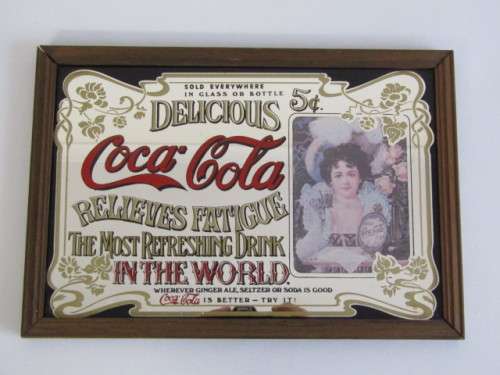 SOLD EVERYWHERE
IN GLASS OR BOTTLE
DELICIOUS 5¢.
Coca-Cola
RELIEVES FATIGUE
THE MOST REFRESHING DRINK
IN THE WORLD.
WHEREVER GINGER ALE, SELTZER OR SODA IS GOOD
Coca-Cola IS BETTER – TRY IT!